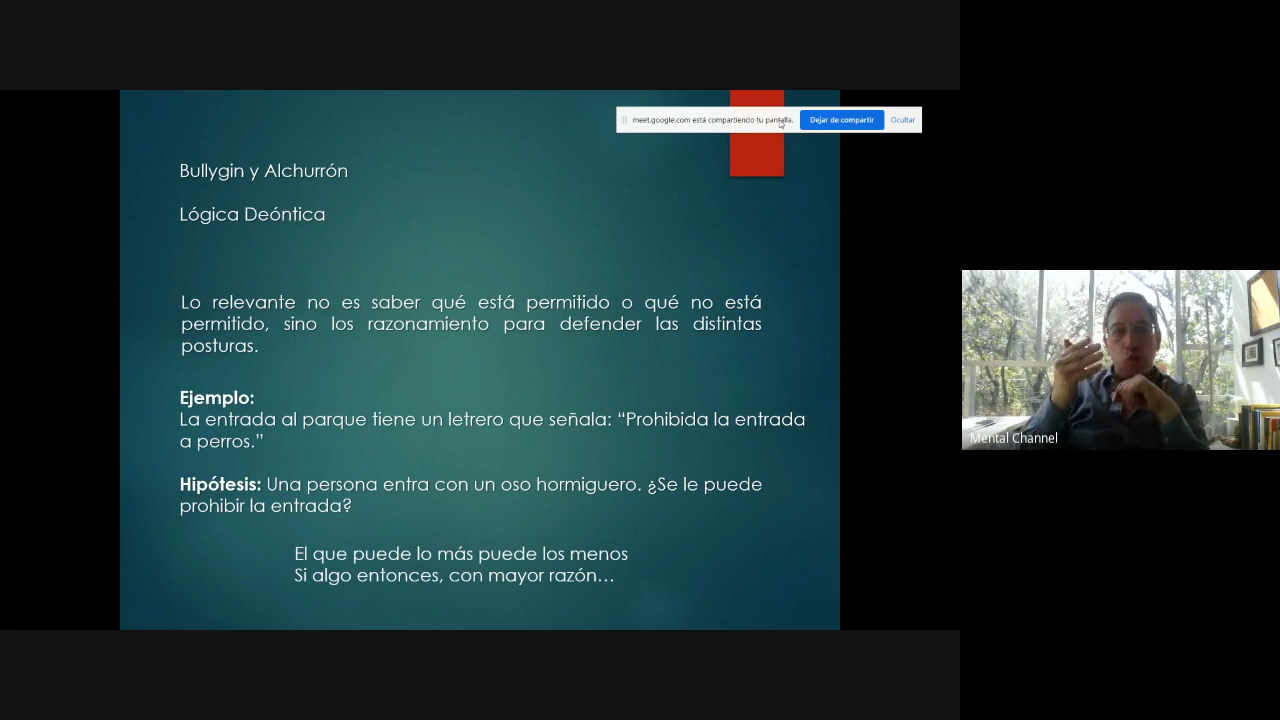 meet.google.com está compartiendo tu pantalla.
Dejar de compartir
Ocultar
Bullygin y Alchurrón
Lógica Deóntica
Lo relevante no es saber qué está permitido o qué no está
permitido, sino los razonamiento para defender las distintas
posturas.
Ejemplo:
La entrada al parque tiene un letrero que señala: “Prohibida la entrada
a perros.”
Hipótesis: Una persona entra con un oso hormiguero. ¿Se le puede
prohibir la entrada?
El que puede lo más puede los menos
Si algo entonces, con mayor razón…
Mental Channel